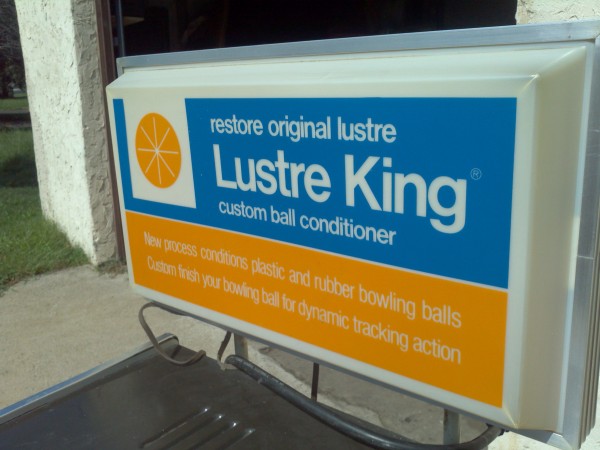 restore original lustre
Lustre King®
custom ball conditioner
New process conditions plastic and rubber bowling balls
Custom finish your bowling ball for dynamic tracking action